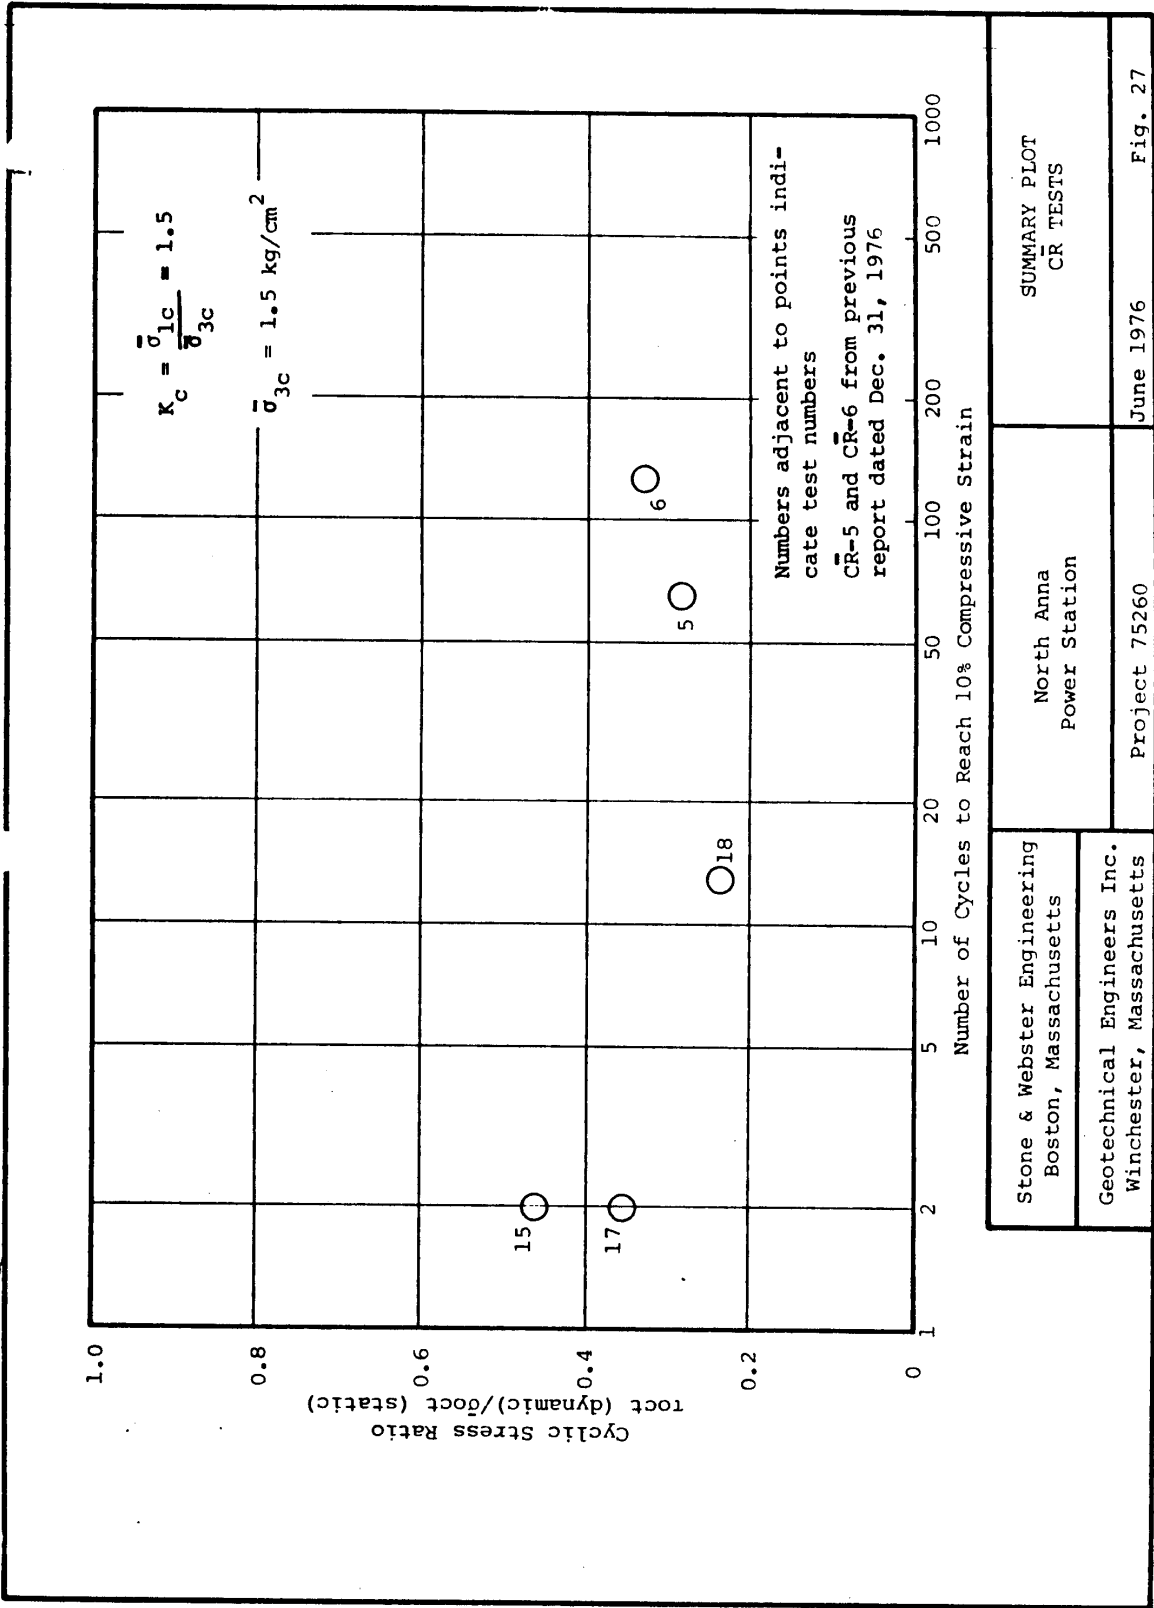 K_c = σ̄_1c / σ̄_3c = 1.5
σ̄_3c = 1.5 kg/cm²
Numbers adjacent to points indi-
cate test numbers
C̄R̄-5 and C̄R̄-6 from previous
report dated Dec. 31, 1976
15
17
18
5
6
1.0
0.8
0.6
0.4
0.2
0
Cyclic Stress Ratio
τoct (dynamic)/σ̄oct (static)
1
2
5
10
20
50
100
200
500
1000
Number of Cycles to Reach 10% Compressive Strain
Stone & Webster Engineering
Boston, Massachusetts
Geotechnical Engineers Inc.
Winchester, Massachusetts
North Anna
Power Station
Project 75260
SUMMARY PLOT
C̄R̄ TESTS
June 1976
Fig. 27